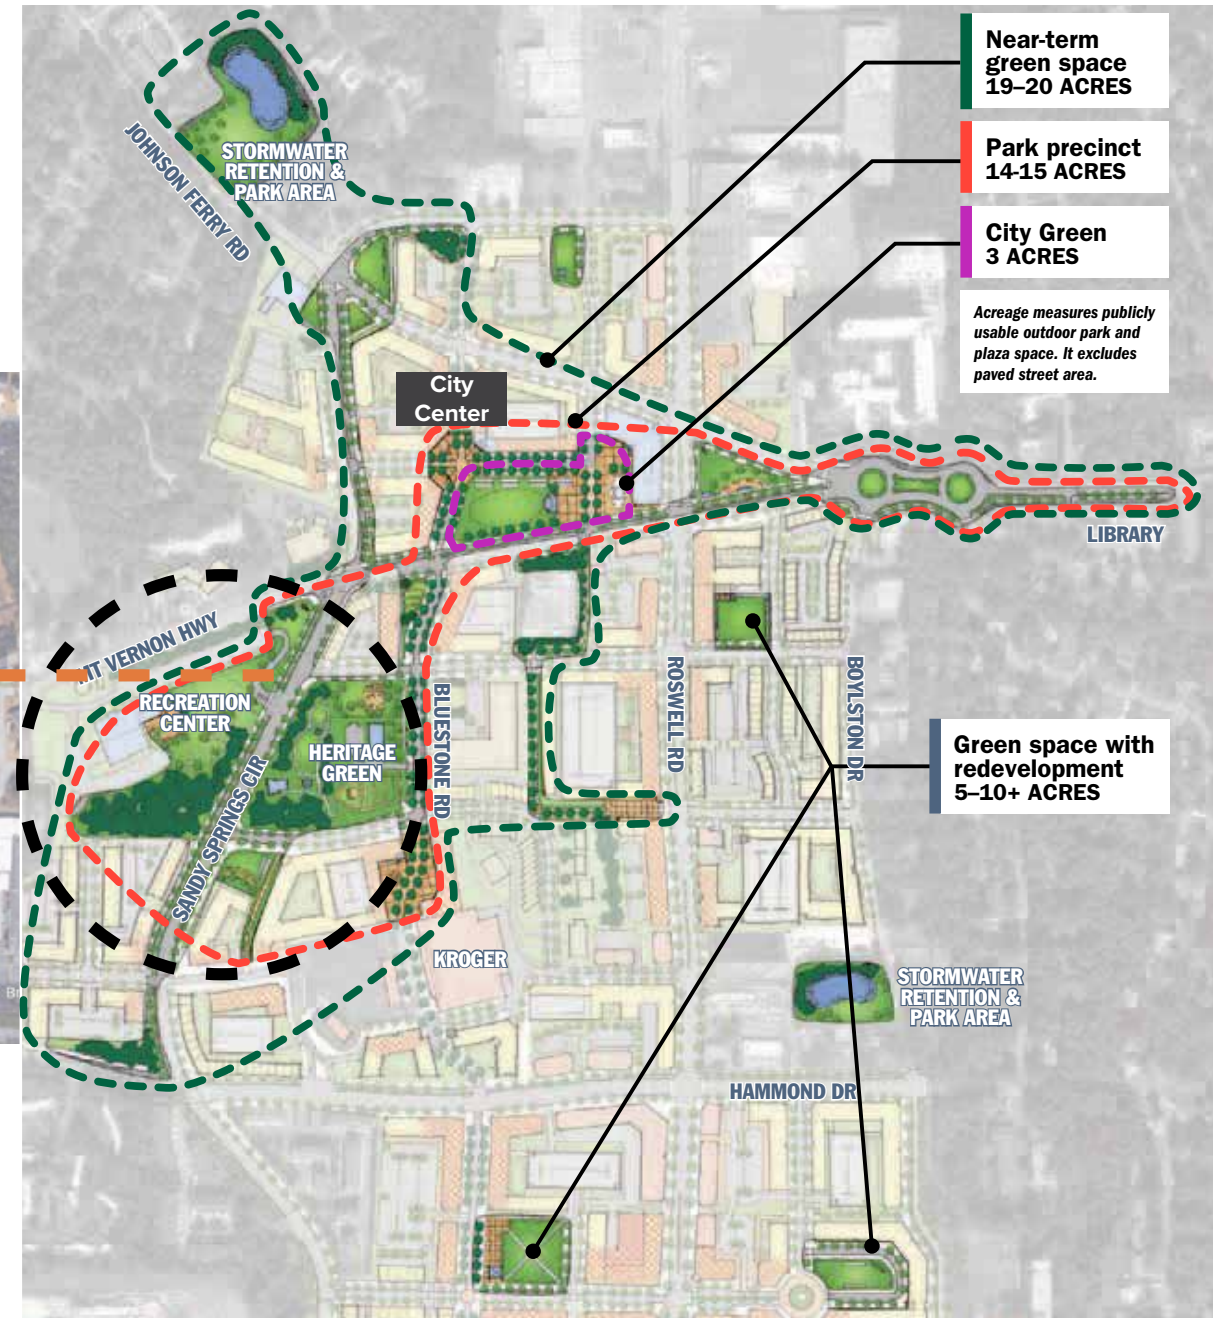 Near-term
green space
19–20 ACRES
Park precinct
14-15 ACRES
City Green
3 ACRES
Acreage measures publicly
usable outdoor park and
plaza space. It excludes
paved street area.
STORMWATER
RETENTION &
PARK AREA
JOHNSON FERRY RD
City
Center
LIBRARY
MT VERNON HWY
RECREATION
CENTER
HERITAGE
GREEN
BLUESTONE RD
ROSWELL RD
BOYLSTON DR
SANDY SPRINGS CIR
Green space with
redevelopment
5–10+ ACRES
KROGER
STORMWATER
RETENTION &
PARK AREA
HAMMOND DR